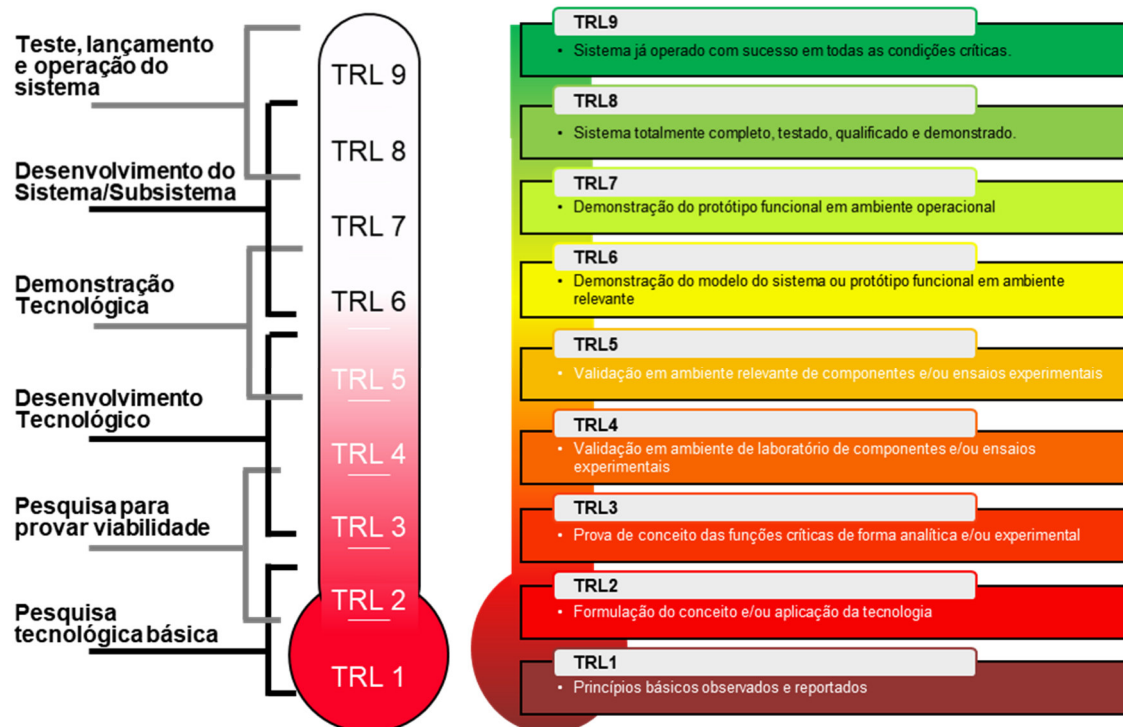 Teste, lançamento
e operação do
sistema
Desenvolvimento do
Sistema/Subsistema
Demonstração
Tecnológica
Desenvolvimento
Tecnológico
Pesquisa para
provar viabilidade
Pesquisa
tecnológica básica
TRL 9
TRL 8
TRL 7
TRL 6
TRL 5
TRL 4
TRL 3
TRL 2
TRL 1
TRL9
• Sistema já operado com sucesso em todas as condições críticas.
TRL8
• Sistema totalmente completo, testado, qualificado e demonstrado.
TRL7
• Demonstração do protótipo funcional em ambiente operacional
TRL6
• Demonstração do modelo do sistema ou protótipo funcional em ambiente
relevante
TRL5
• Validação em ambiente relevante de componentes e/ou ensaios experimentais
TRL4
• Validação em ambiente de laboratório de componentes e/ou ensaios
experimentais
TRL3
• Prova de conceito das funções críticas de forma analítica e/ou experimental
TRL2
• Formulação do conceito e/ou aplicação da tecnologia
TRL1
• Princípios básicos observados e reportados